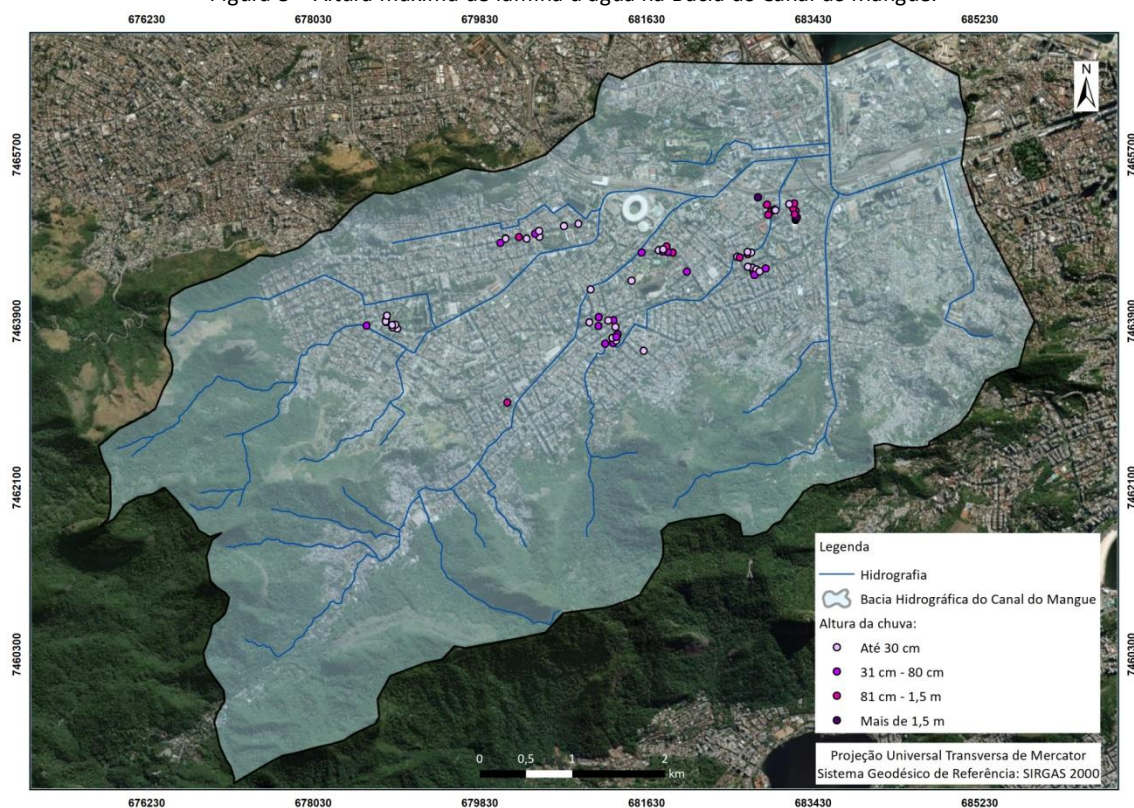 Figura – Altura máxima de lâmina d'água na Bacia do Canal do Mangue.
676230 678030 679830 681630 683430 685230
N
7465700 7465700
7463900 7463900
7462100 7462100
7460300 7460300
Legenda
Hidrografia
Bacia Hidrográfica do Canal do Mangue
Altura da chuva:
Até 30 cm
31 cm - 80 cm
81 cm - 1,5 m
Mais de 1,5 m
0 0,5 1 2
km
Projeção Universal Transversa de Mercator
Sistema Geodésico de Referência: SIRGAS 2000
676230 678030 679830 681630 683430 685230